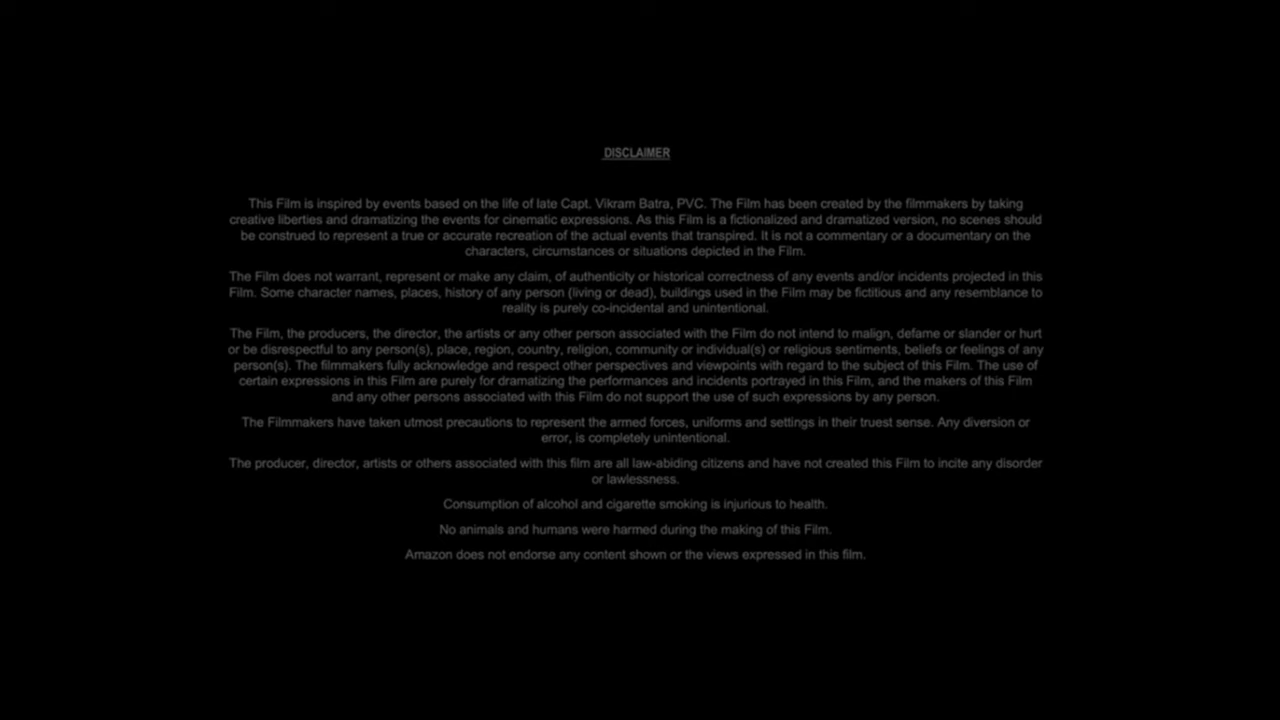 DISCLAIMER
This Film is inspired by events based on the life of late Capt. Vikram Batra, PVC. The Film has been created by the filmmakers by taking
creative liberties and dramatizing the events for cinematic expressions. As this Film is a fictionalized and dramatized version, no scenes should
be construed to represent a true or accurate recreation of the actual events that transpired. It is not a commentary or a documentary on the
characters, circumstances or situations depicted in the Film.
The Film does not warrant, represent or make any claim, of authenticity or historical correctness of any events and/or incidents projected in this
Film. Some character names, places, history of any person (living or dead), buildings used in the Film may be fictitious and any resemblance to
reality is purely co-incidental and unintentional.
The Film, the producers, the director, the artists or any other person associated with the Film do not intend to malign, defame or slander or hurt
or be disrespectful to any person(s), place, region, country, religion, community or individual(s) or religious sentiments, beliefs or feelings of any
person(s). The filmmakers fully acknowledge and respect other perspectives and viewpoints with regard to the subject of this Film. The use of
certain expressions in this Film are purely for dramatizing the performances and incidents portrayed in this Film, and the makers of this Film
and any other persons associated with this Film do not support the use of such expressions by any person.
The Filmmakers have taken utmost precautions to represent the armed forces, uniforms and settings in their truest sense. Any diversion or
error, is completely unintentional.
The producer, director, artists or others associated with this film are all law-abiding citizens and have not created this Film to incite any disorder
or lawlessness.
Consumption of alcohol and cigarette smoking is injurious to health.
No animals and humans were harmed during the making of this Film.
Amazon does not endorse any content shown or the views expressed in this film.